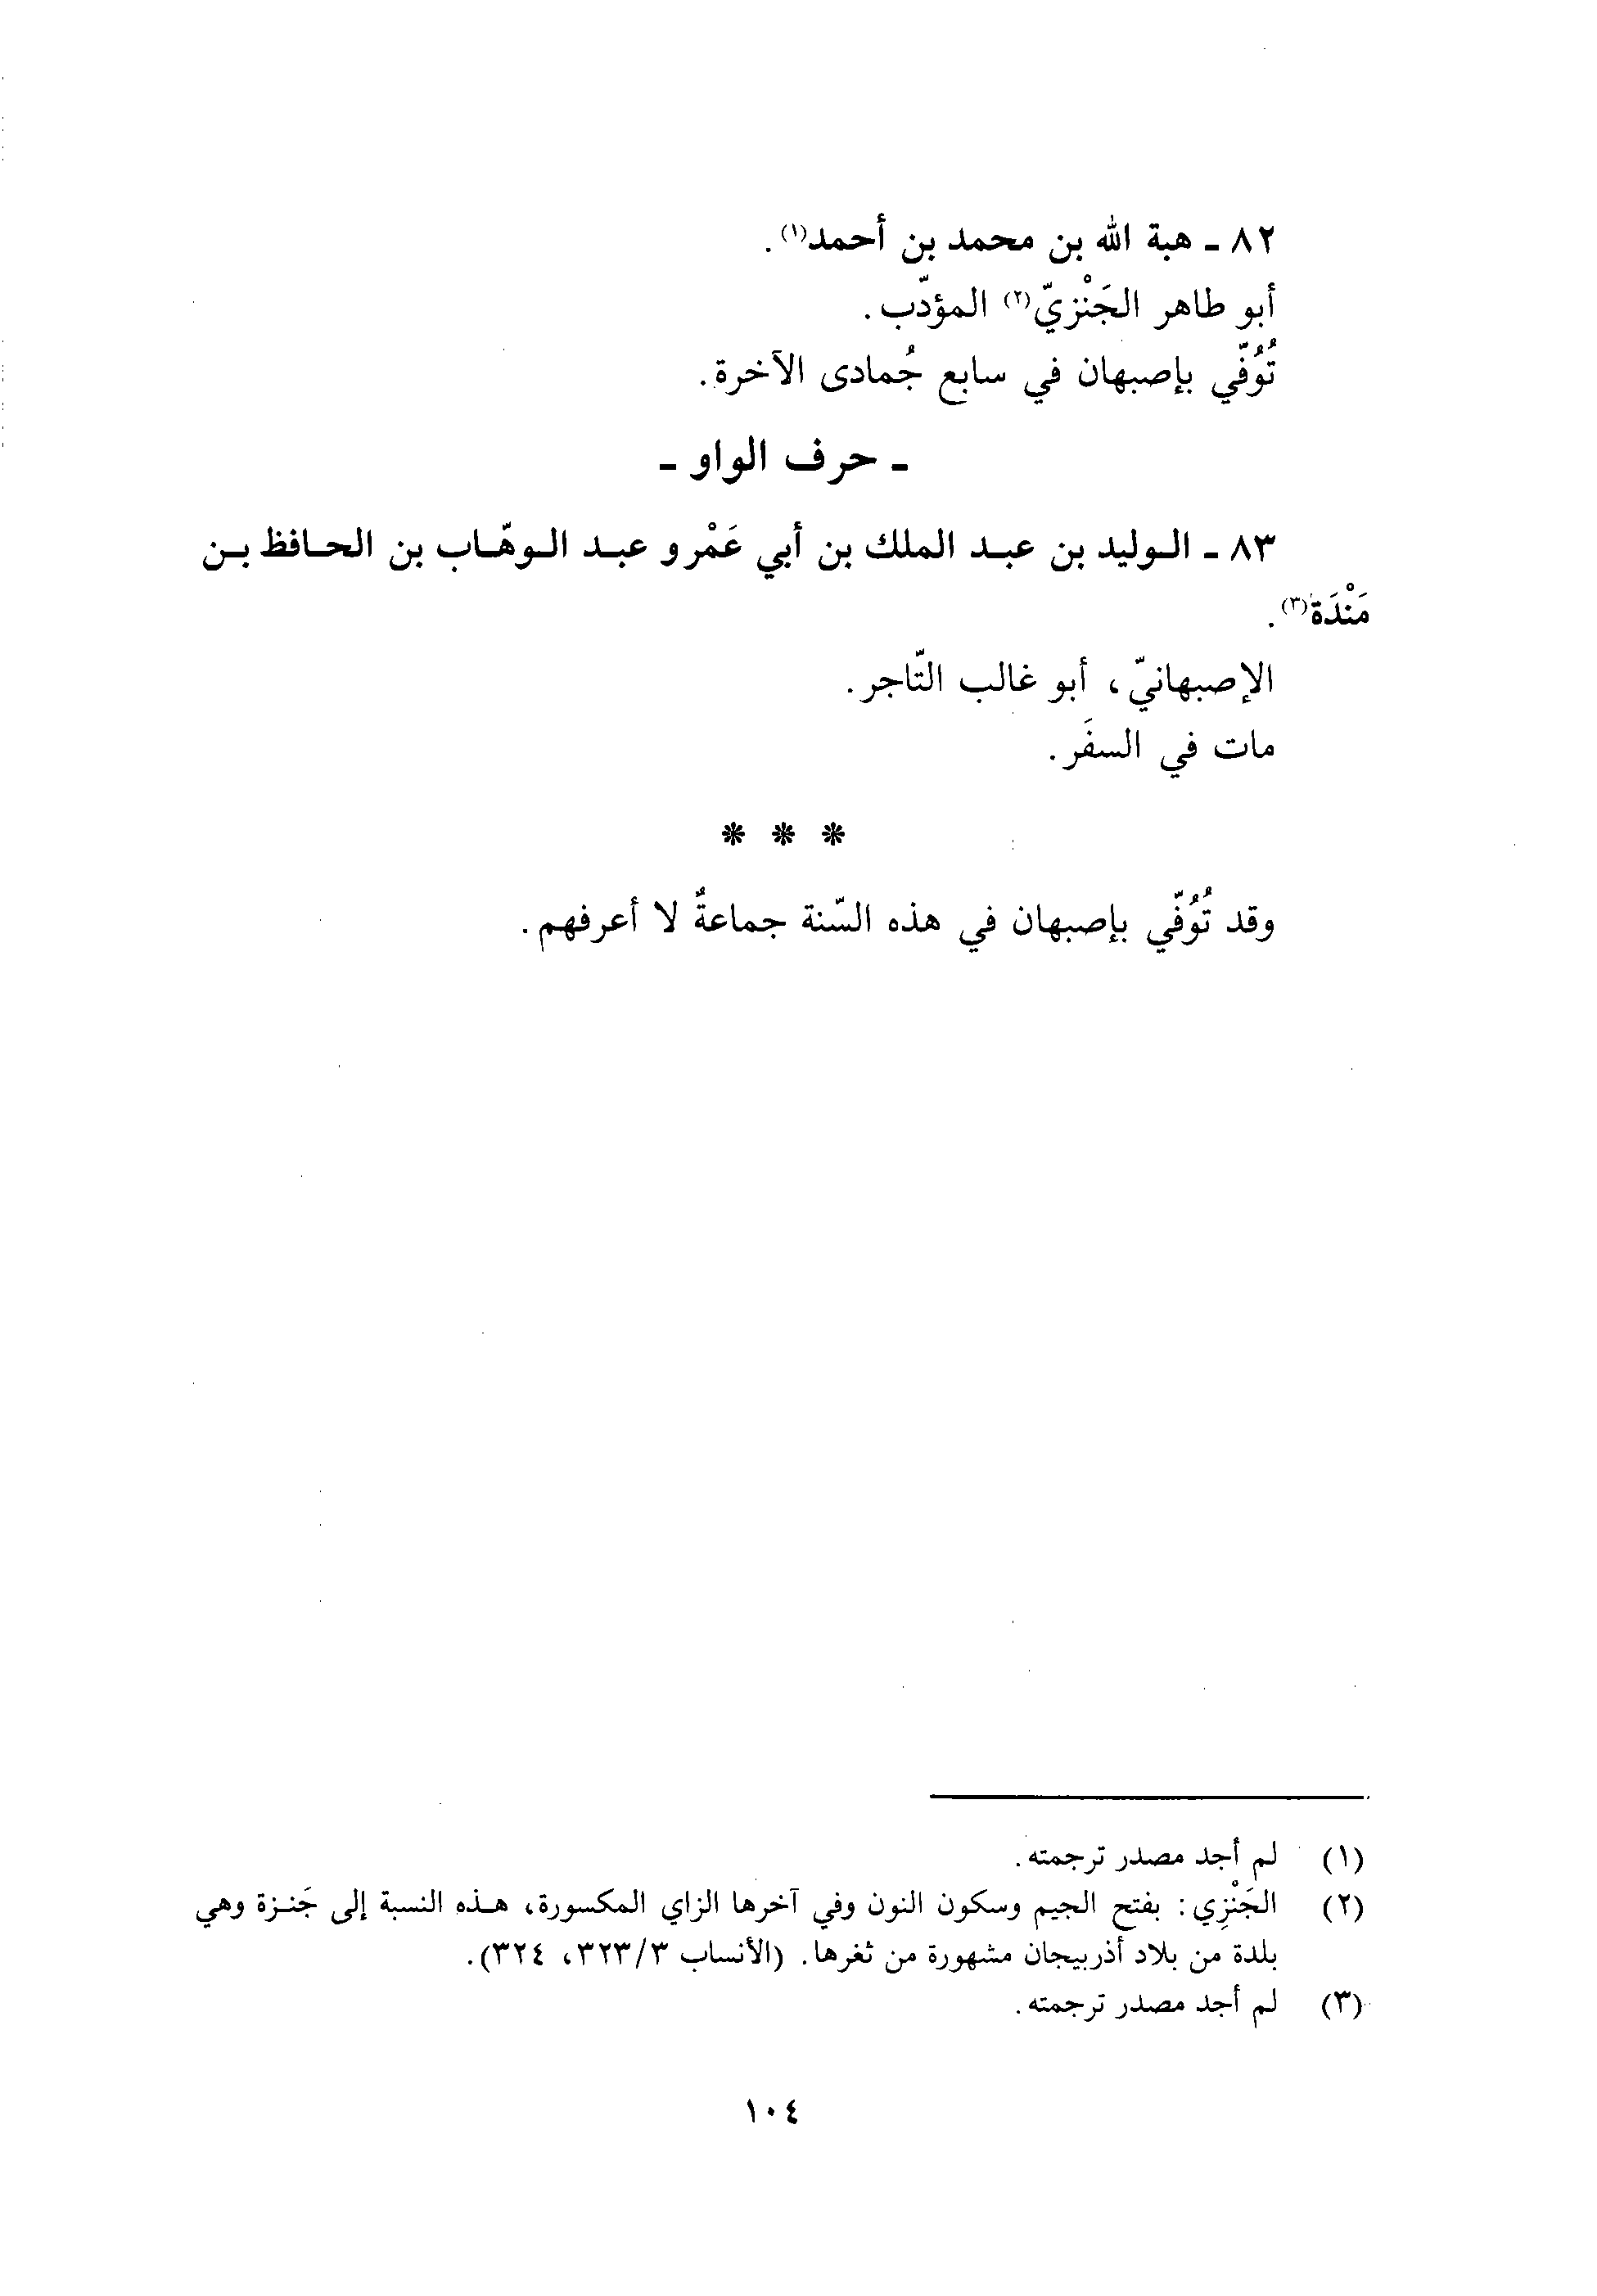 ٨٢ ـ هبة الله بن محمد بن أحمد(١).
أبو طاهر الجَنْزيّ(٢) المؤدّب.
تُوُفّي بإصبهان في سابع جُمادى الآخرة.
ـ حرف الواو ـ
٨٣ ـ الوليد بن عبد الملك بن أبي عَمْرو عبد الوهّاب بن الحافظ بن
مَنْدَة(٣).
الإصبهانيّ، أبو غالب التّاجر.
مات في السفَر.
* * *
وقد تُوُفّي بإصبهان في هذه السّنة جماعةٌ لا أعرفهم.
(١) لم أجد مصدر ترجمته.
(٢) الجَنْزِي: بفتح الجيم وسكون النون وفي آخرها الزاي المكسورة، هذه النسبة إلى جَنزة وهي
بلدة من بلاد أذربيجان مشهورة من ثغرها. (الأنساب ٣/٣٢٣، ٣٢٤).
(٣) لم أجد مصدر ترجمته.
١٠٤